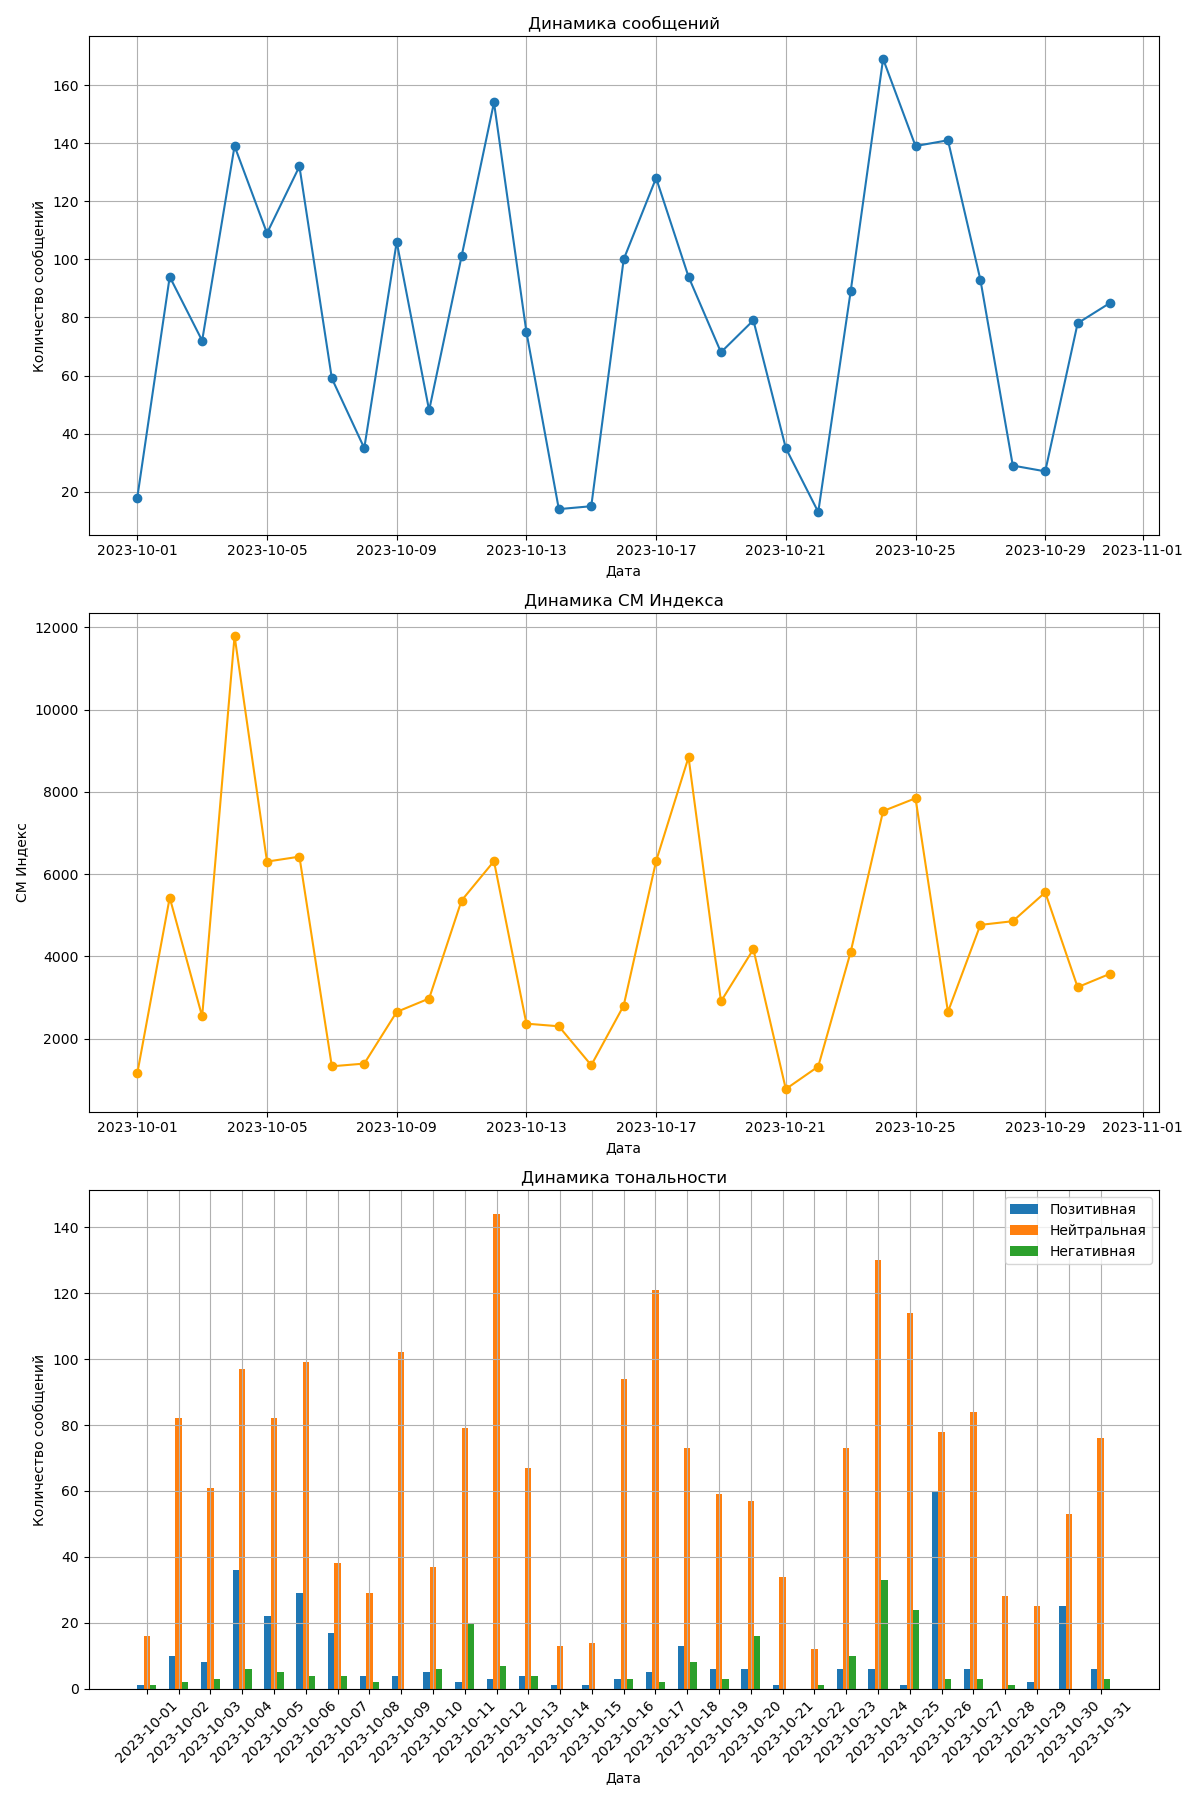 Динамика сообщений
Количество сообщений
160
140
120
100
80
60
40
20
2023-10-01 2023-10-05 2023-10-09 2023-10-13 2023-10-17 2023-10-21 2023-10-25 2023-10-29 2023-11-01
Дата
Динамика СМ Индекса
СМ Индекс
12000
10000
8000
6000
4000
2000
2023-10-01 2023-10-05 2023-10-09 2023-10-13 2023-10-17 2023-10-21 2023-10-25 2023-10-29 2023-11-01
Дата
Динамика тональности
Количество сообщений
Позитивная
Нейтральная
Негативная
140
120
100
80
60
40
20
0
2023-10-01 2023-10-02 2023-10-03 2023-10-04 2023-10-05 2023-10-06 2023-10-07 2023-10-08 2023-10-09 2023-10-10 2023-10-11 2023-10-12 2023-10-13 2023-10-14 2023-10-15 2023-10-16 2023-10-17 2023-10-18 2023-10-19 2023-10-20 2023-10-21 2023-10-22 2023-10-23 2023-10-24 2023-10-25 2023-10-26 2023-10-27 2023-10-28 2023-10-29 2023-10-30 2023-10-31
Дата